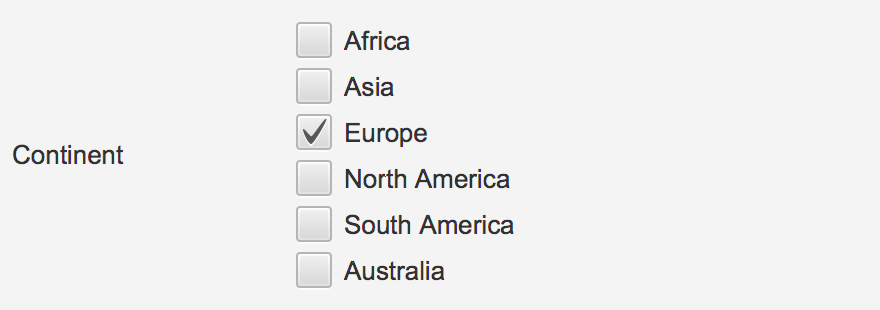 Africa
Asia
Europe
Continent
North America
South America
Australia